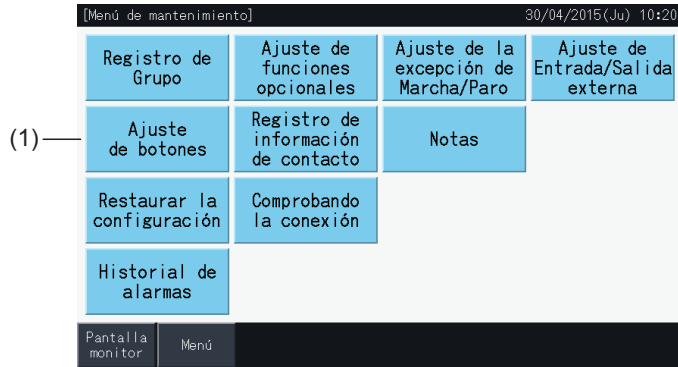 [Menú de mantenimiento] 30/04/2015(Ju) 10:20
Registro de
Grupo
Ajuste de
funciones
opcionales
Ajuste de la
excepción de
Marcha/Paro
Ajuste de
Entrada/Salida
externa
(1)
Ajuste
de botones
Registro de
información
de contacto
Notas
Restaurar la
configuración
Comprobando
la conexión
Historial de
alarmas
Pantalla
monitor
Menú